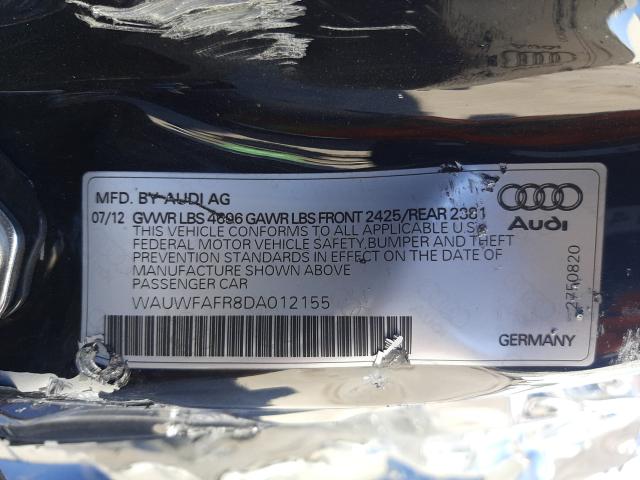 MFD. BY AUDI AG
07/12 GVWR LBS 4696 GAWR LBS FRONT 2425/REAR 2381
THIS VEHICLE CONFORMS TO ALL APPLICABLE U.S.
FEDERAL MOTOR VEHICLE SAFETY, BUMPER AND THEFT
PREVENTION STANDARDS IN EFFECT ON THE DATE OF
MANUFACTURE SHOWN ABOVE
PASSENGER CAR
WAUWFAFR8DA012155
Audi
2750820
GERMANY